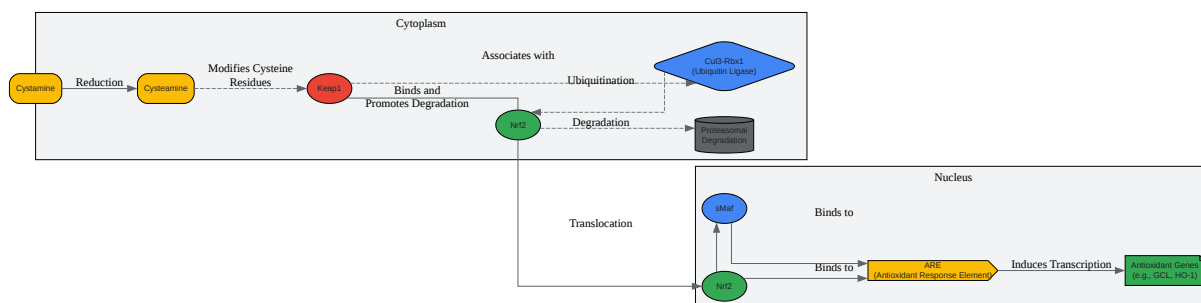 Cytoplasm
Associates with
Cul3-Rbx1
(Ubiquitin Ligase)
Cystamine
Reduction
Cysteamine
Modifies Cysteine
Residues
Keap1
Ubiquitination
Binds and
Promotes Degradation
Nrf2
Degradation
Proteasomal
Degradation
Translocation
Nucleus
sMaf
Binds to
Nrf2
Binds to
ARE
(Antioxidant Response Element)
Induces Transcription
Antioxidant Genes
(e.g., GCL, HO-1)